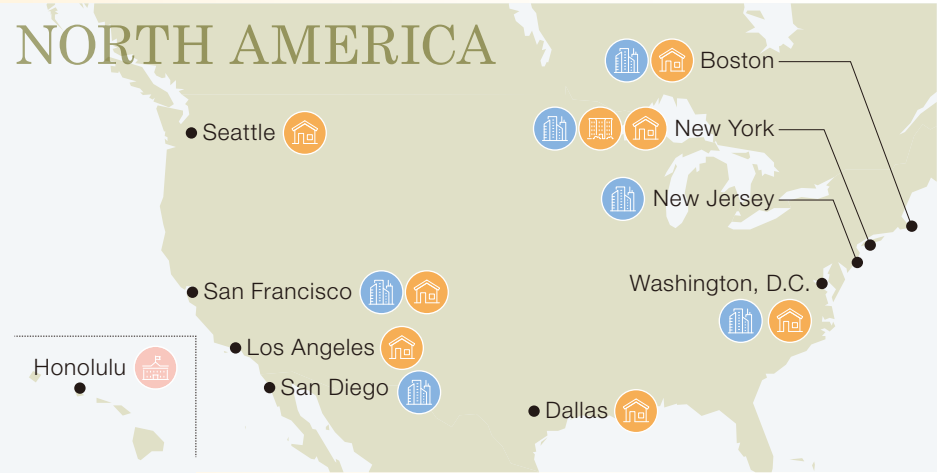 NORTH AMERICA
Boston
Seattle
New York
New Jersey
Washington, D.C.
San Francisco
Los Angeles
Honolulu
San Diego
Dallas